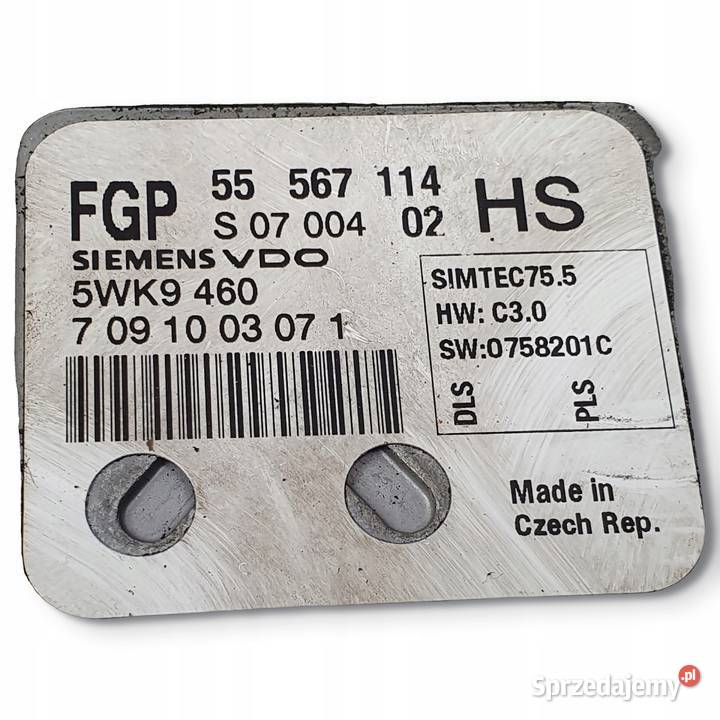 FGP 55 567 114 HS
S 07 004 02
SIEMENS VDO
5WK9 460
7 09 10 03 07 1
SIMTEC75.5
HW: C3.0
SW:0758201C
DLS PLS
Made in
Czech Rep.
Sprzedajemy.pl